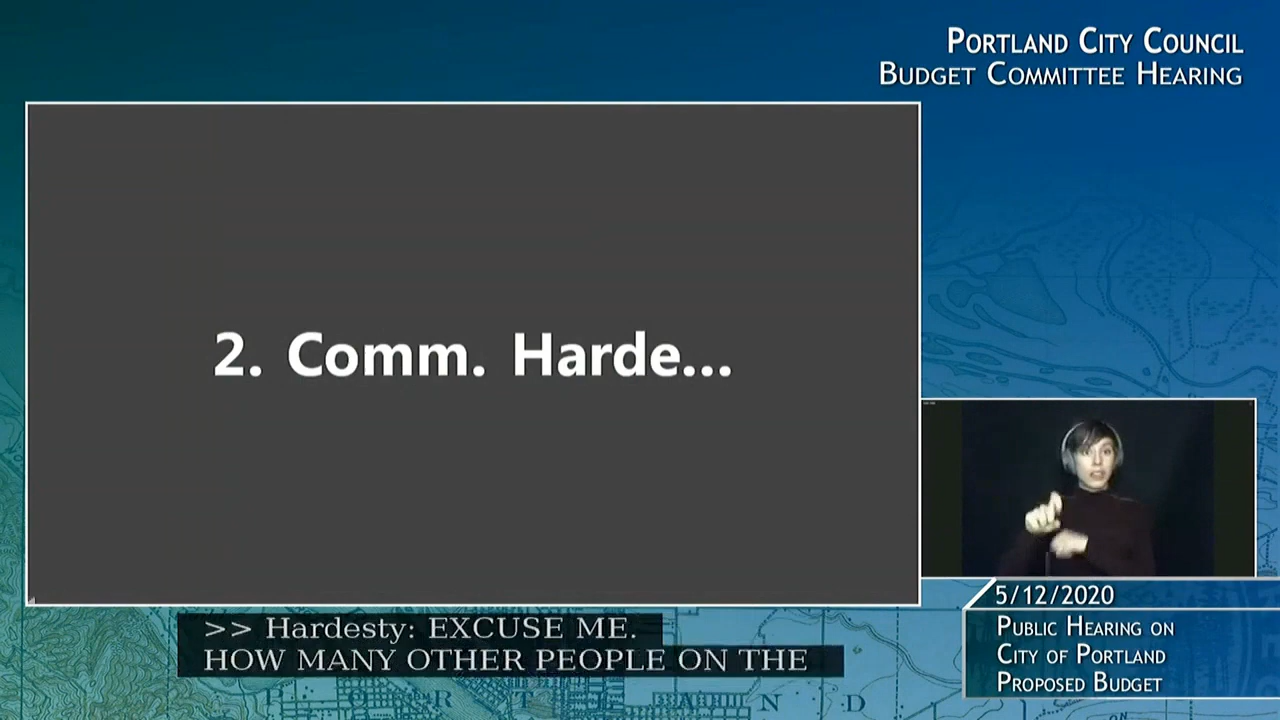 PORTLAND CITY COUNCIL
BUDGET COMMITTEE HEARING
2. Comm. Harde...
>> Hardesty: EXCUSE ME.
HOW MANY OTHER PEOPLE ON THE
5/12/2020
PUBLIC HEARING ON
CITY OF PORTLAND
PROPOSED BUDGET